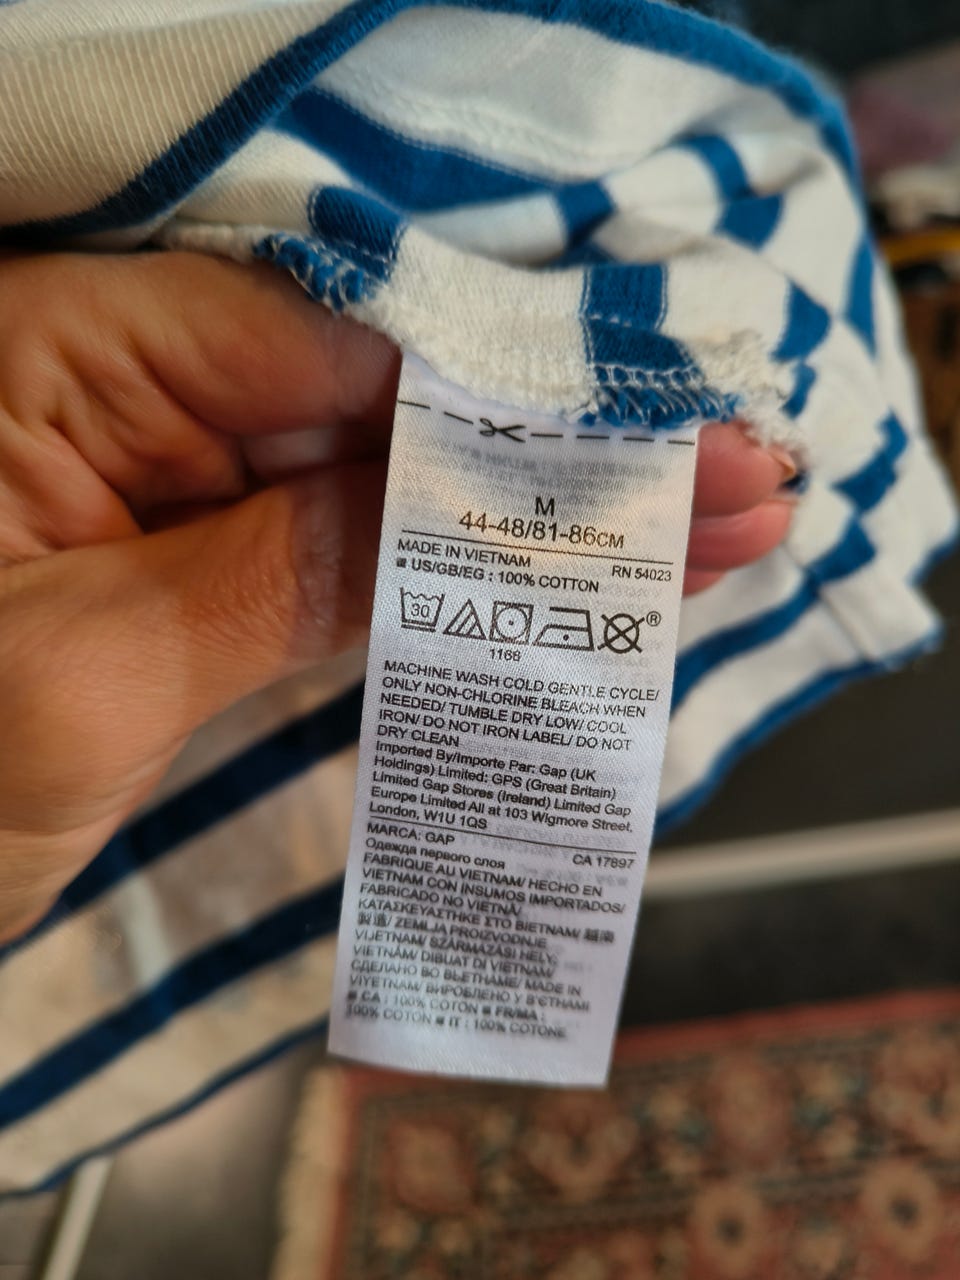 M
44-48/81-86CM
MADE IN VIETNAM
RN 54023
■ US/GB/EG : 100% COTTON
30
®
1168
MACHINE WASH COLD GENTLE CYCLE/
ONLY NON-CHLORINE BLEACH WHEN
NEEDED/ TUMBLE DRY LOW/ COOL
IRON/ DO NOT IRON LABEL/ DO NOT
DRY CLEAN
Imported By/Importe Par: Gap (UK
Holdings) Limited; GPS (Great Britain)
Limited Gap Stores (Ireland) Limited Gap
Europe Limited All at 103 Wigmore Street,
London, W1U 1QS
MARCA: GAP
CA 17897
Одежда первого слоя
FABRIQUE AU VIETNAM/ HECHO EN
VIETNAM CON INSUMOS IMPORTADOS/
FABRICADO NO VIETNÃ/
ΚΑΤΑΣΚΕΥΑΣΤΗΚΕ ΣΤΟ ΒΙΕΤΝΑΜ/ 越南
製造/ ZEMLJA PROIZVODNJE
VIJETNAM/ SZÁRMAZÁSI HELY:
VIETNÁM/ DIBUAT DI VIETNAM/
СДЕЛАНО ВО ВЬЕТНАМЕ/ MADE IN
VIYETNAM/ ВИРОБЛЕНО У В'ЄТНАМІ
■ CA : 100% COTON ■ FR/MA :
100% COTON ■ IT : 100% COTONE